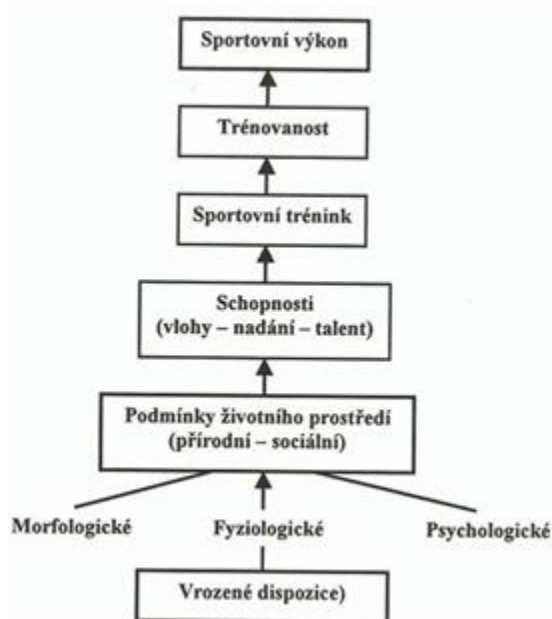 Sportovní výkon
Trénovanost
Sportovní trénink
Schopnosti
(vlohy – nadání – talent)
Podmínky životního prostředí
(přírodní – sociální)
Morfologické
Fyziologické
Psychologické
Vrozené dispozice)